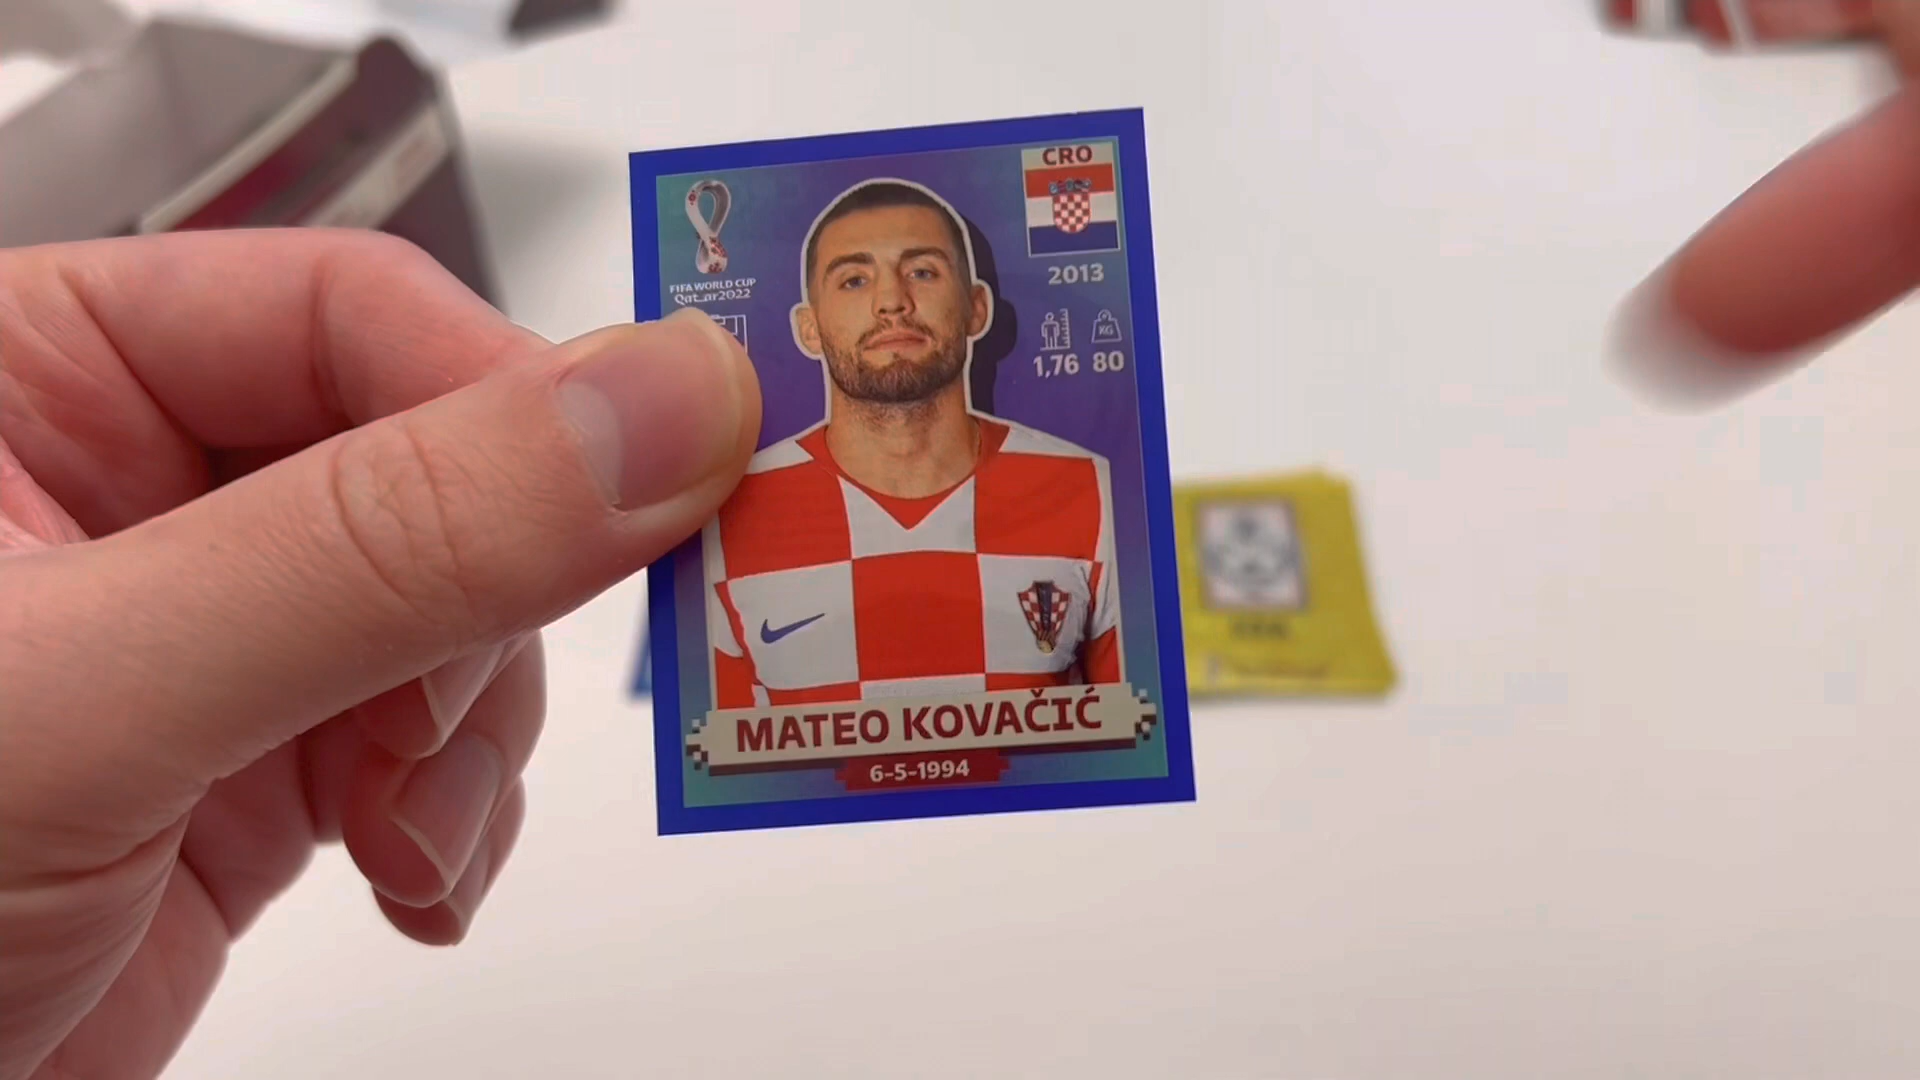 CRO
FIFA WORLD CUP
Qatar2022
2013
KG
1,76 80
MATEO KOVAČIĆ
6-5-1994